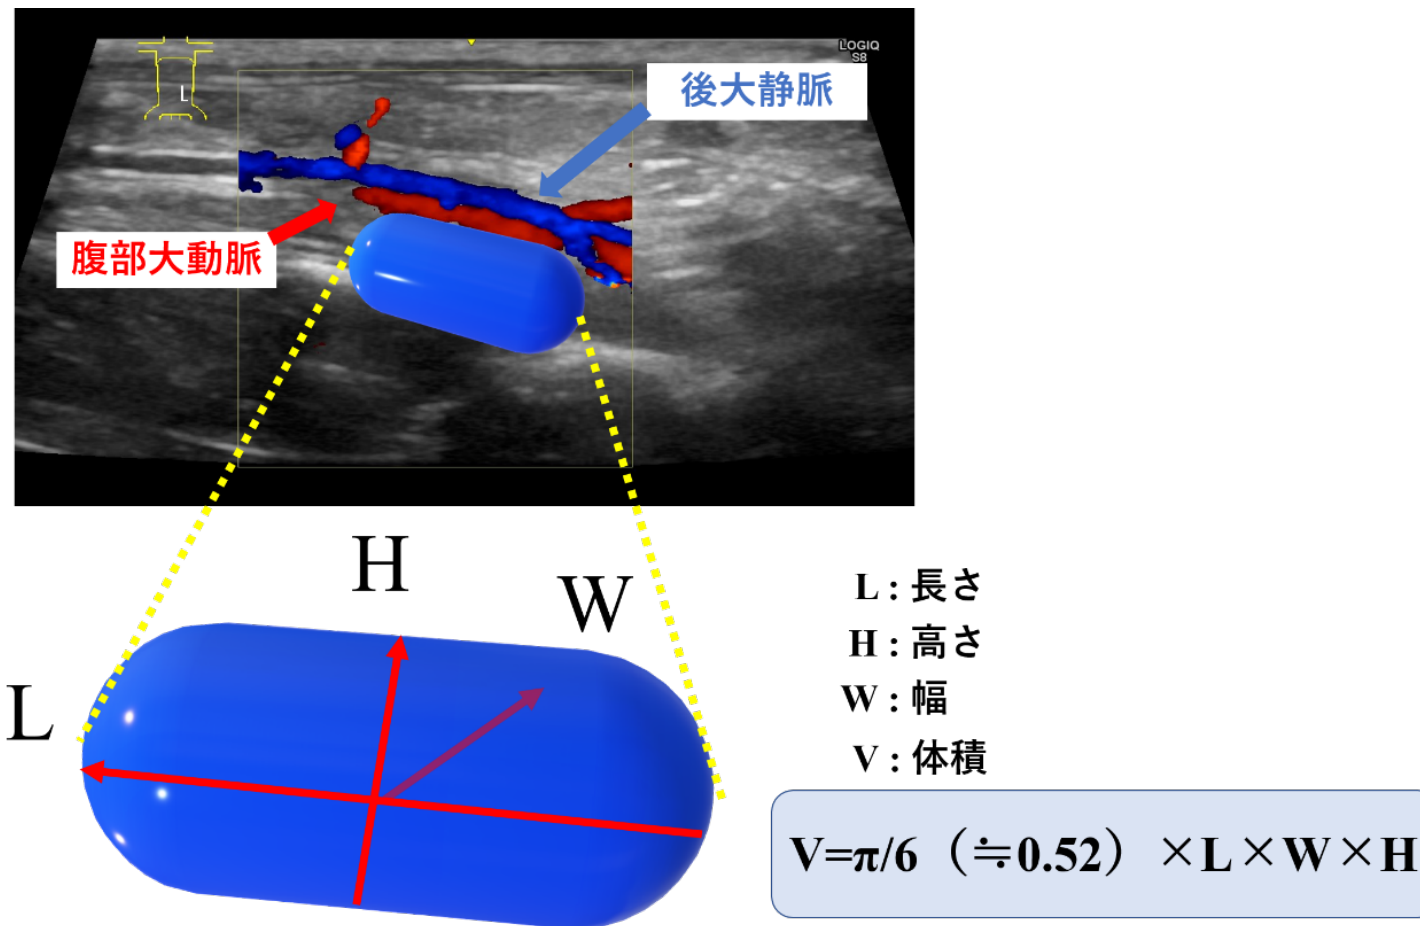 LOGIQ
S8
L
後大静脈
腹部大動脈
H
W
L
L : 長さ
H : 高さ
W : 幅
V : 体積
V=π/6（≒0.52）×L×W×H